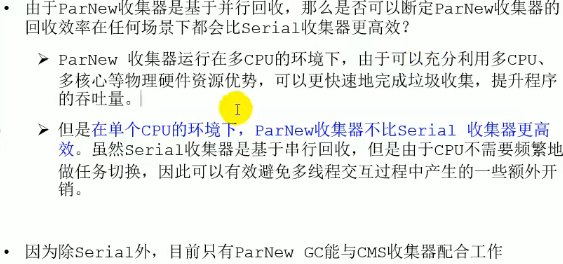 • 由于ParNew收集器是基于并行回收，那么是否可以断定ParNew收集器的
回收效率在任何场景下都会比Serial收集器更高效？
➢ ParNew 收集器运行在多CPU的环境下，由于可以充分利用多CPU、
多核心等物理硬件资源优势，可以更快速地完成垃圾收集，提升程序
的吞吐量。
➢ 但是在单个CPU的环境下，ParNew收集器不比Serial 收集器更高
效。虽然Serial收集器是基于串行回收，但是由于CPU不需要频繁地
做任务切换，因此可以有效避免多线程交互过程中产生的一些额外开
销。
• 因为除Serial外，目前只有ParNew GC能与CMS收集器配合工作